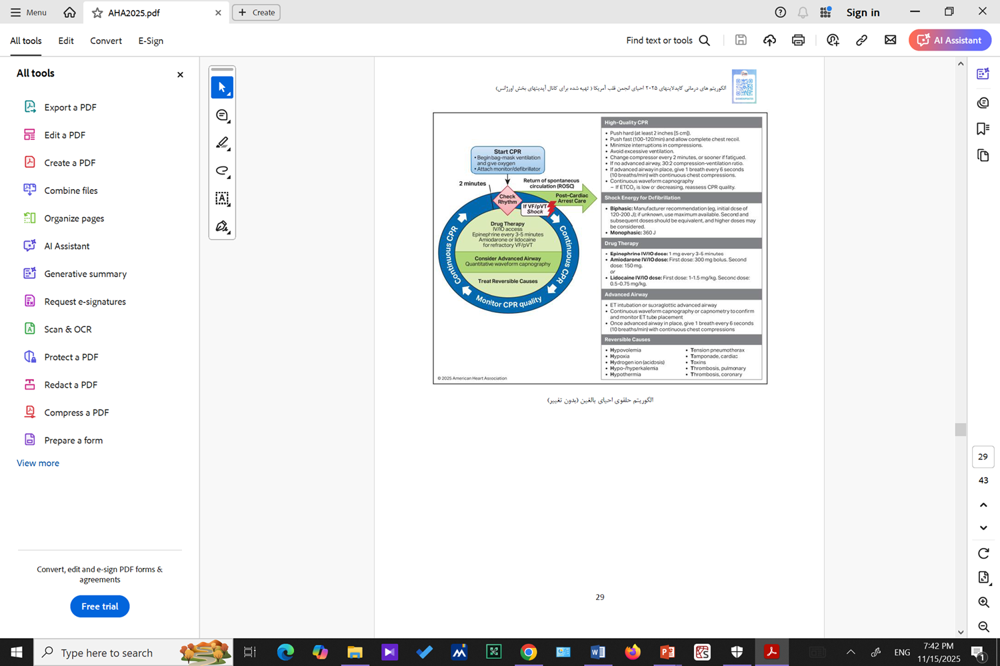 Menu
AHA2025.pdf
Create
Sign in
All tools
Edit
Convert
E-Sign
Find text or tools
AI Assistant
All tools
Export a PDF
Edit a PDF
Create a PDF
Combine files
Organize pages
AI Assistant
Generative summary
Request e-signatures
Scan & OCR
Protect a PDF
Redact a PDF
Compress a PDF
Prepare a form
View more
Convert, edit and e-sign PDF forms &
agreements
Free trial
الگوریتم های درمانی گایدلاینهای ۲۰۲۵ احیای انجمن قلب آمریکا ( تهیه شده برای کانال آپدیتهای بخش اورژانس)
Start CPR
• Begin bag-mask ventilation
and give oxygen
• Attach monitor/defibrillator
2 minutes
Return of spontaneous
circulation (ROSC)
Check
Rhythm
Post–Cardiac
Arrest Care
If VF/pVT
Shock
Drug Therapy
IV/IO access
Epinephrine every 3-5 minutes
Amiodarone or lidocaine
for refractory VF/pVT
Consider Advanced Airway
Quantitative waveform capnography
Treat Reversible Causes
Continuous CPR
Continuous CPR
Monitor CPR quality
© 2025 American Heart Association
High-Quality CPR
• Push hard (at least 2 inches [5 cm]).
• Push fast (100-120/min) and allow complete chest recoil.
• Minimize interruptions in compressions.
• Avoid excessive ventilation.
• Change compressor every 2 minutes, or sooner if fatigued.
• If no advanced airway, 30:2 compression-ventilation ratio.
• If advanced airway in place, give 1 breath every 6 seconds
(10 breaths/min) with continuous chest compressions.
• Continuous waveform capnography
– If ETCO₂ is low or decreasing, reassess CPR quality.
Shock Energy for Defibrillation
• Biphasic: Manufacturer recommendation (eg, initial dose of
120-200 J); if unknown, use maximum available. Second and
subsequent doses should be equivalent, and higher doses may
be considered.
• Monophasic: 360 J
Drug Therapy
• Epinephrine IV/IO dose: 1 mg every 3-5 minutes
• Amiodarone IV/IO dose: First dose: 300 mg bolus. Second
dose: 150 mg.
or
• Lidocaine IV/IO dose: First dose: 1-1.5 mg/kg. Second dose:
0.5-0.75 mg/kg.
Advanced Airway
• ET intubation or supraglottic advanced airway
• Continuous waveform capnography or capnometry to confirm
and monitor ET tube placement
• Once advanced airway in place, give 1 breath every 6 seconds
(10 breaths/min) with continuous chest compressions
Reversible Causes
• Hypovolemia
• Hypoxia
• Hydrogen ion (acidosis)
• Hypo-/hyperkalemia
• Hypothermia
• Tension pneumothorax
• Tamponade, cardiac
• Toxins
• Thrombosis, pulmonary
• Thrombosis, coronary
الگوریتم حلقوی احیای بالغین (بدون تغییر)
29
29
43
Type here to search
ENG
7:42 PM
11/15/2025
1